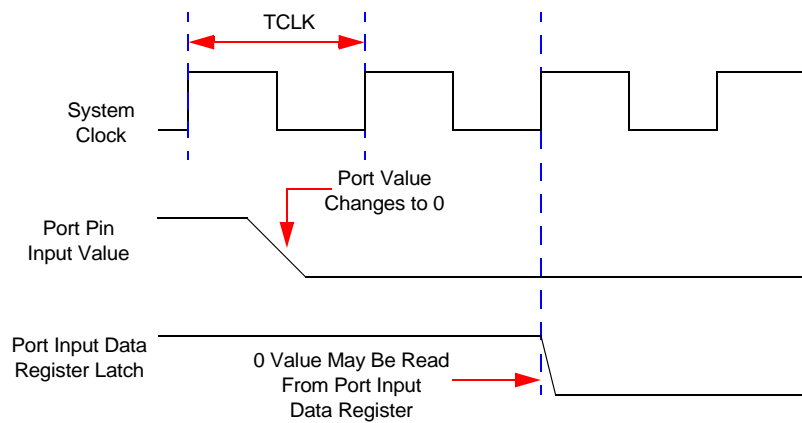 TCLK
System
Clock
Port Value
Changes to 0
Port Pin
Input Value
Port Input Data
Register Latch
0 Value May Be Read
From Port Input
Data Register